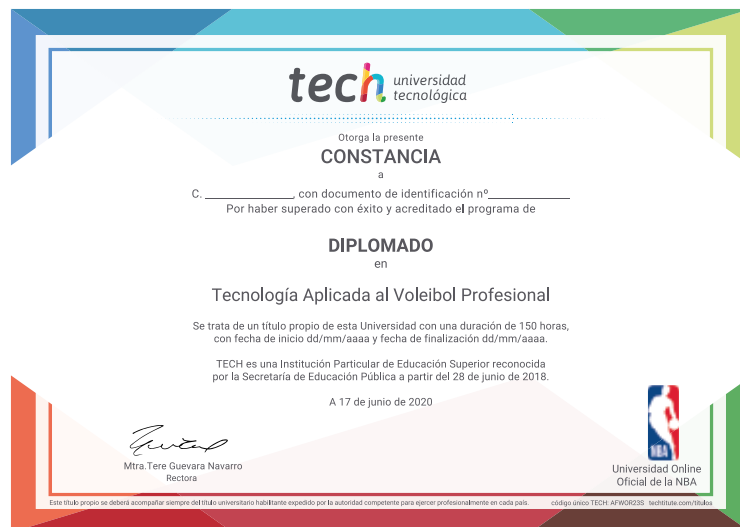 tech universidad
tecnológica
Otorga la presente
CONSTANCIA
a
C. ______________, con documento de identificación nº______________
Por haber superado con éxito y acreditado el programa de
DIPLOMADO
en
Tecnología Aplicada al Voleibol Profesional
Se trata de un título propio de esta Universidad con una duración de 150 horas,
con fecha de inicio dd/mm/aaaa y fecha de finalización dd/mm/aaaa.
TECH es una Institución Particular de Educación Superior reconocida
por la Secretaría de Educación Pública a partir del 28 de junio de 2018.
A 17 de junio de 2020
Mtra.Tere Guevara Navarro
Rectora
NBA
Universidad Online
Oficial de la NBA
Este título propio se deberá acompañar siempre del título universitario habilitante expedido por la autoridad competente para ejercer profesionalmente en cada país. código único TECH: AFWOR23S techtitute.com/titulos